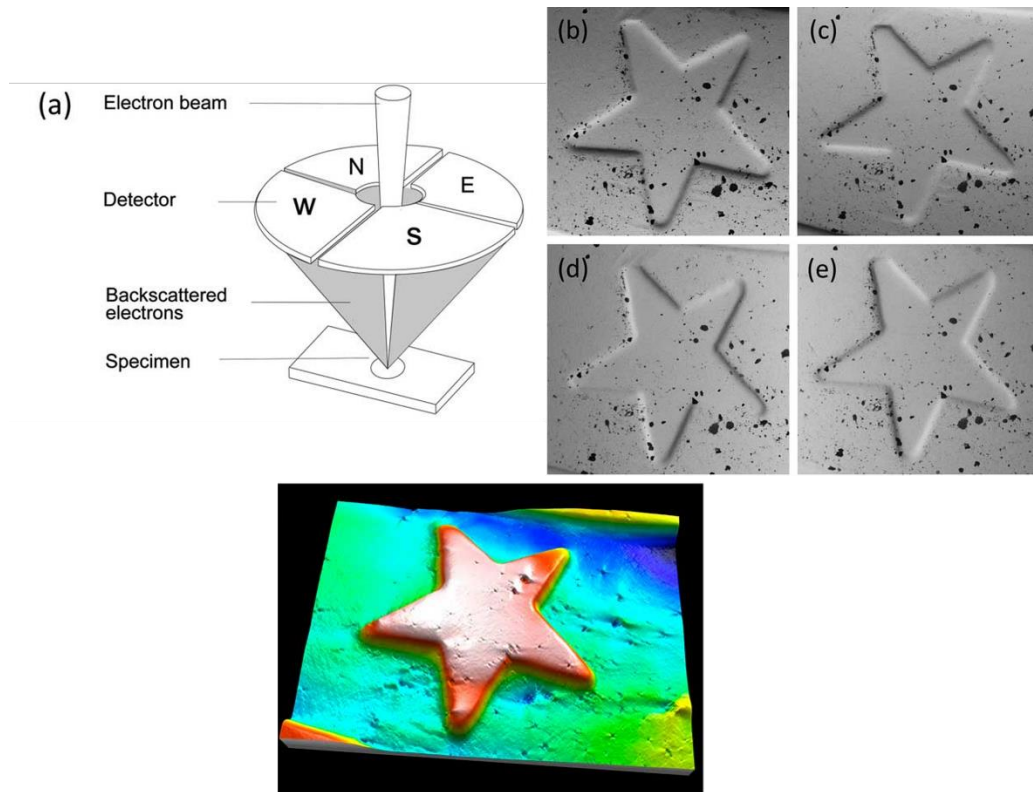 (a)
Electron beam
N
E
Detector
W
S
Backscattered
electrons
Specimen
(b)
(c)
(d)
(e)